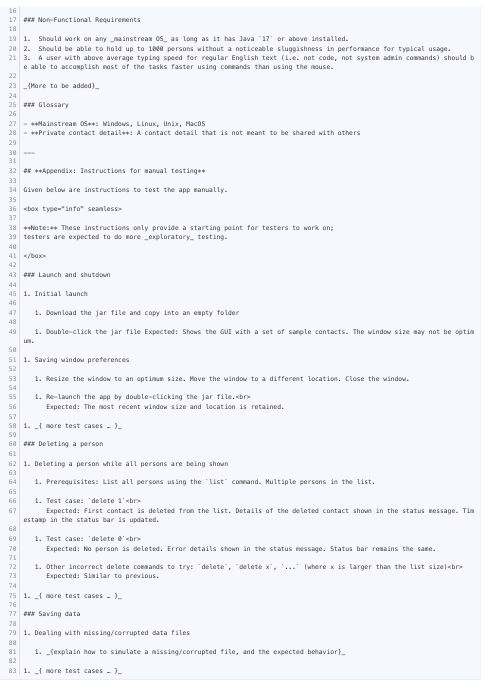 16
17 ### Non-Functional Requirements
18
19 1.  Should work on any _mainstream OS_ as long as it has Java `17` or above installed.
20 2.  Should be able to hold up to 1000 persons without a noticeable sluggishness in performance for typical usage.
21 3.  A user with above average typing speed for regular English text (i.e. not code, not system admin commands) should b
e able to accomplish most of the tasks faster using commands than using the mouse.
22
23 _{More to be added}_
24
25 ### Glossary
26
27 - **Mainstream OS**: Windows, Linux, Unix, MacOS
28 - **Private contact detail**: A contact detail that is not meant to be shared with others
29
30 ---
31
32 ## **Appendix: Instructions for manual testing**
33
34 Given below are instructions to test the app manually.
35
36 <box type="info" seamless>
37
38 **Note:** These instructions only provide a starting point for testers to work on;
39 testers are expected to do more _exploratory_ testing.
40
41 </box>
42
43 ### Launch and shutdown
44
45 1. Initial launch
46
47    1. Download the jar file and copy into an empty folder
48
49    1. Double-click the jar file Expected: Shows the GUI with a set of sample contacts. The window size may not be optim
um.
50
51 1. Saving window preferences
52
53    1. Resize the window to an optimum size. Move the window to a different location. Close the window.
54
55    1. Re-launch the app by double-clicking the jar file.<br>
56       Expected: The most recent window size and location is retained.
57
58 1. _{ more test cases … }_
59
60 ### Deleting a person
61
62 1. Deleting a person while all persons are being shown
63
64    1. Prerequisites: List all persons using the `list` command. Multiple persons in the list.
65
66    1. Test case: `delete 1`<br>
67       Expected: First contact is deleted from the list. Details of the deleted contact shown in the status message. Tim
estamp in the status bar is updated.
68
69    1. Test case: `delete 0`<br>
70       Expected: No person is deleted. Error details shown in the status message. Status bar remains the same.
71
72    1. Other incorrect delete commands to try: `delete`, `delete x`, `...` (where x is larger than the list size)<br>
73       Expected: Similar to previous.
74
75 1. _{ more test cases … }_
76
77 ### Saving data
78
79 1. Dealing with missing/corrupted data files
80
81    1. _{explain how to simulate a missing/corrupted file, and the expected behavior}_
82
83 1. _{ more test cases … }_